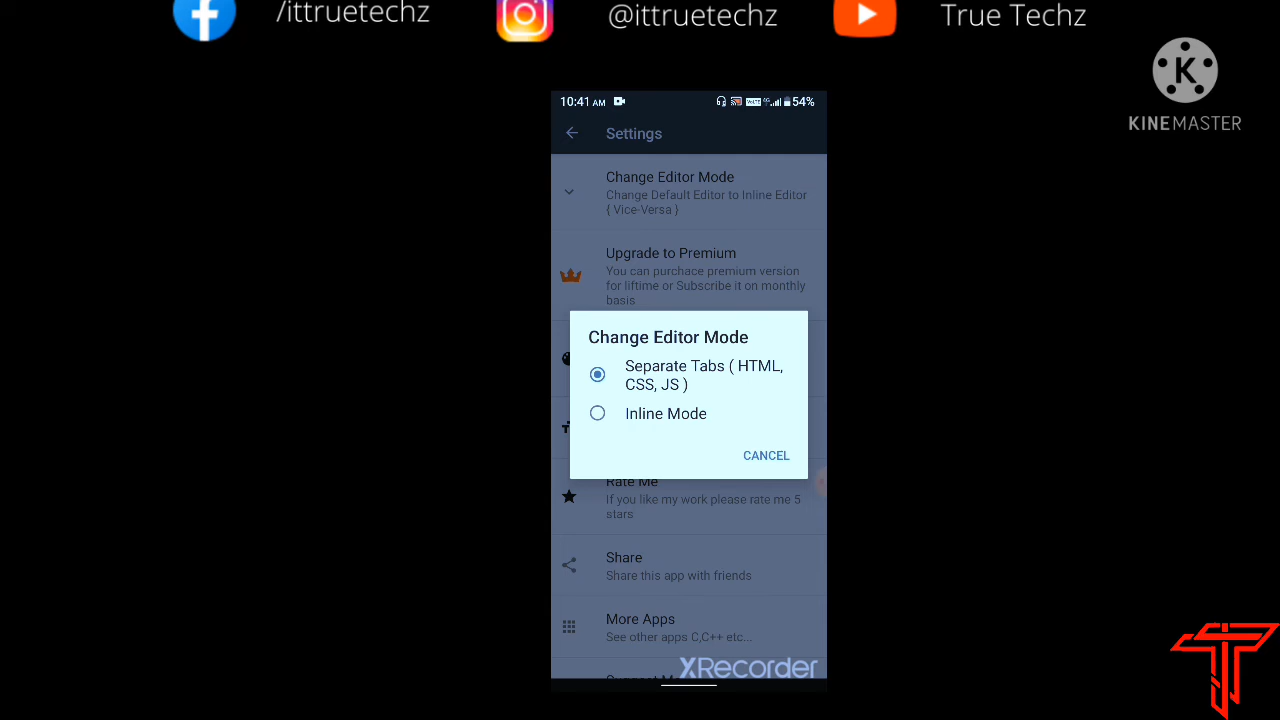 /ittruetechz
@ittruetechz
True Techz
K
KINEMASTER
10:41 AM
54%
Settings
Change Editor Mode
Change Default Editor to Inline Editor
{ Vice-Versa }
Upgrade to Premium
You can purchace premium version
for liftime or Subscribe it on monthly
basis
Change Editor Mode
Separate Tabs ( HTML,
CSS, JS )
Inline Mode
CANCEL
Rate Me
If you like my work please rate me 5
stars
Share
Share this app with friends
More Apps
See other apps C,C++ etc...
XRecorder